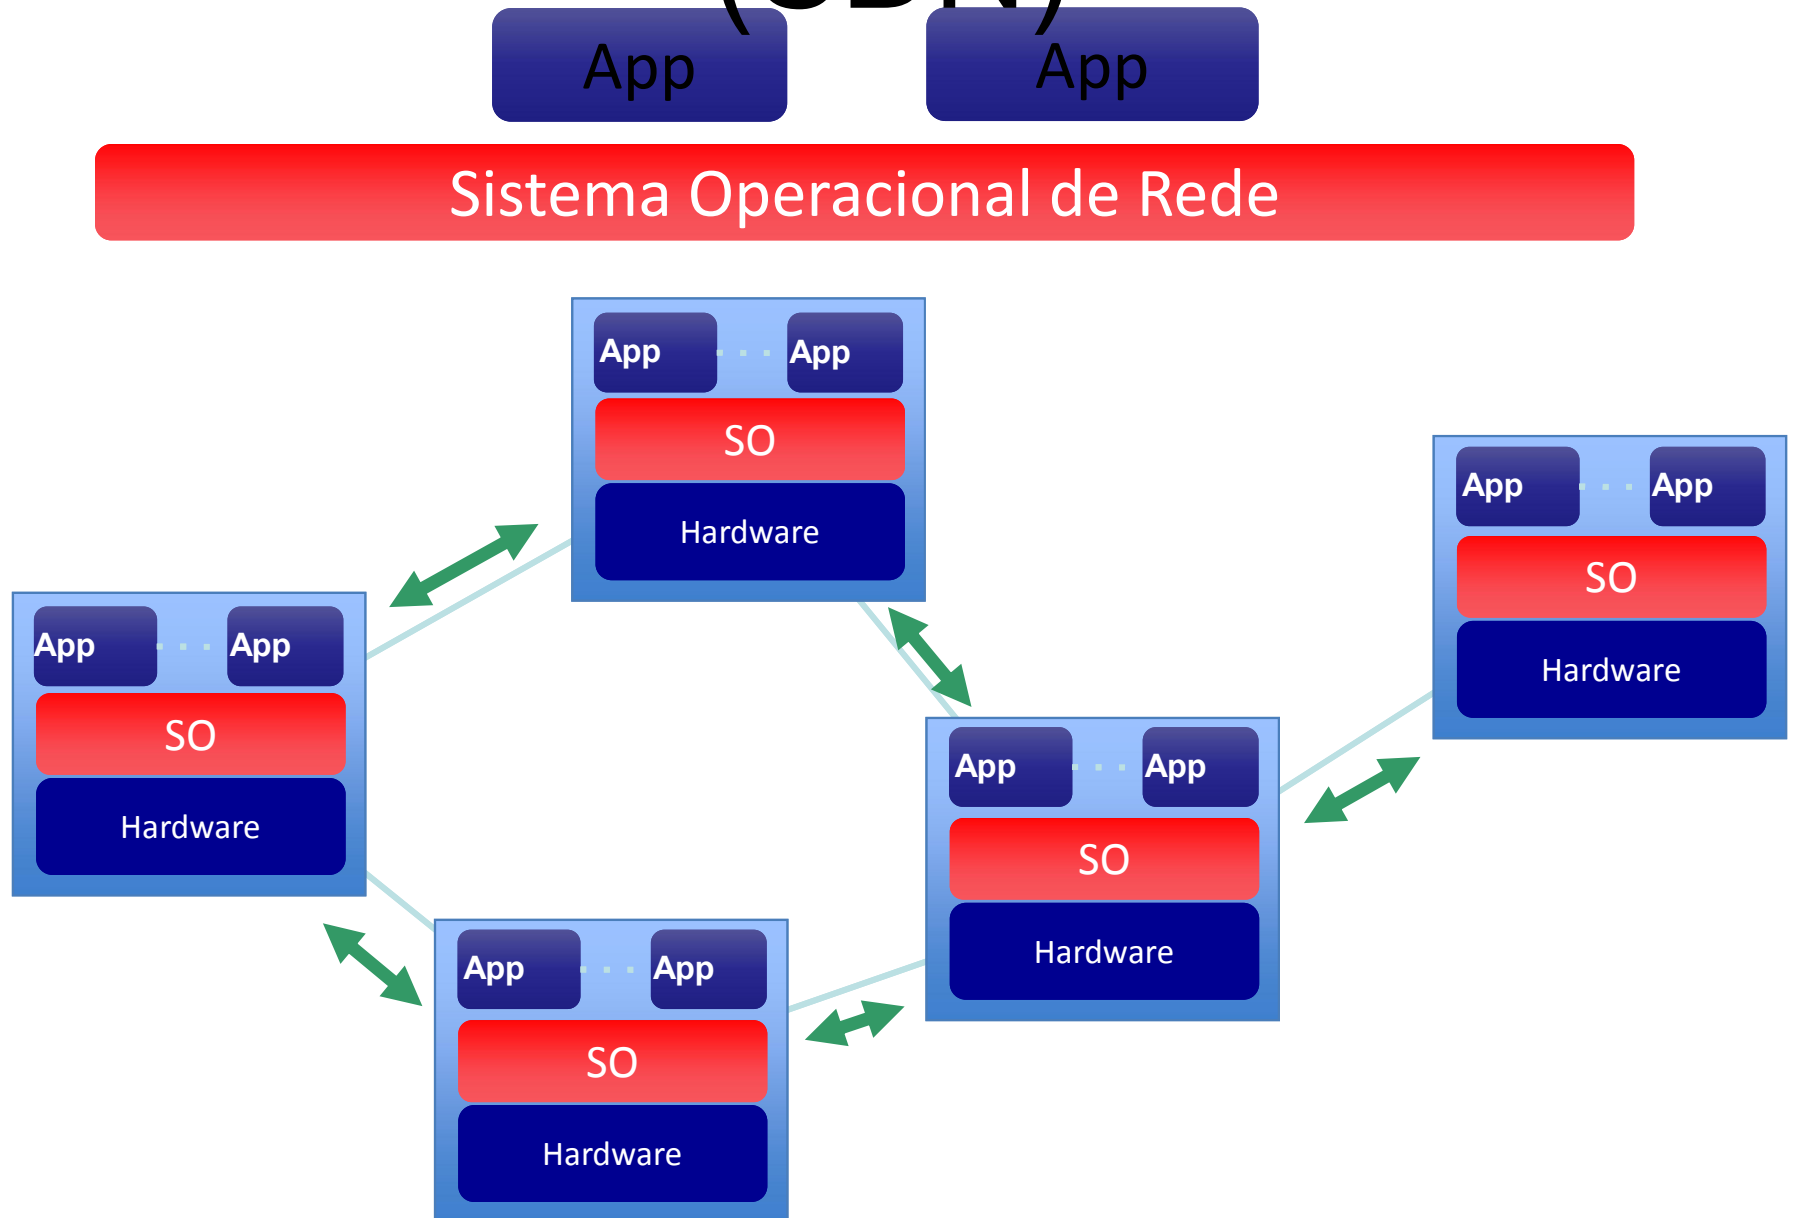 App
App
Sistema Operacional de Rede
App . . . App
SO
Hardware
App . . . App
SO
Hardware
App . . . App
SO
Hardware
App . . . App
SO
Hardware
App . . . App
SO
Hardware